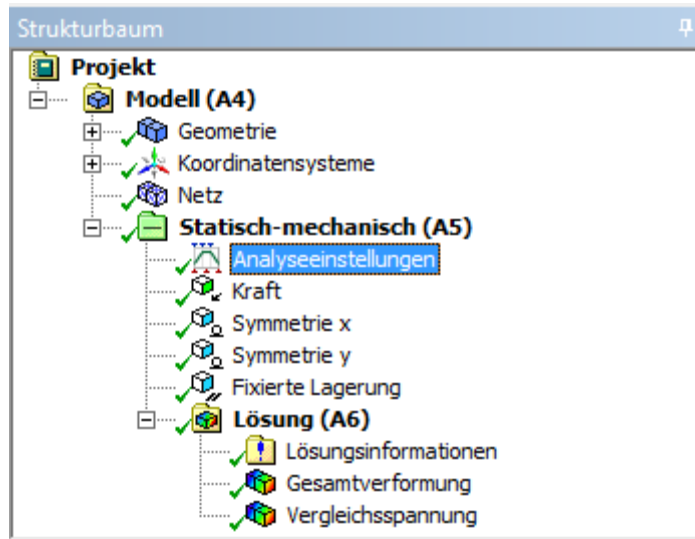 Strukturbaum
Projekt
Modell (A4)
Geometrie
Koordinatensysteme
Netz
Statisch-mechanisch (A5)
Analyseeinstellungen
Kraft
Symmetrie x
Symmetrie y
Fixierte Lagerung
Lösung (A6)
Lösungsinformationen
Gesamtverformung
Vergleichsspannung